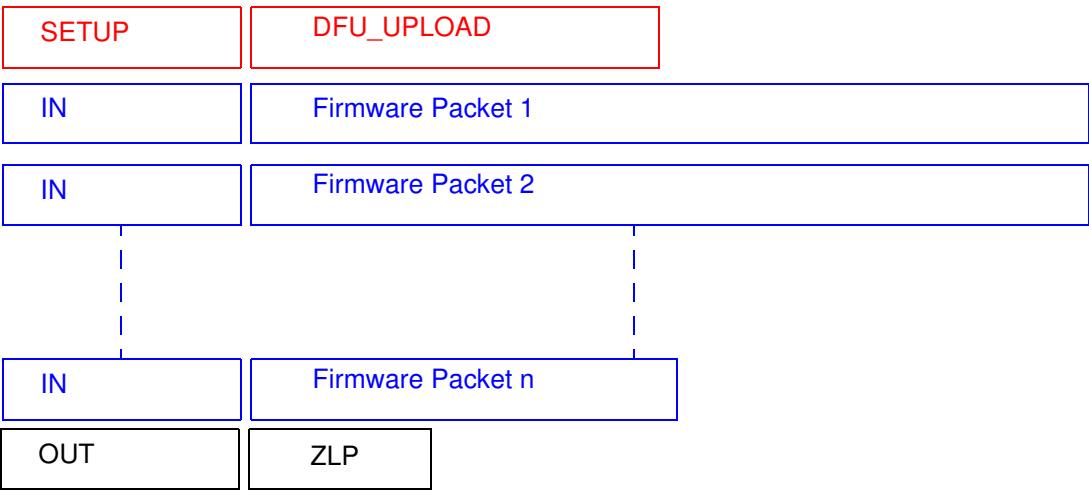 SETUP DFU_UPLOAD
IN Firmware Packet 1
IN Firmware Packet 2
IN Firmware Packet n
OUT ZLP